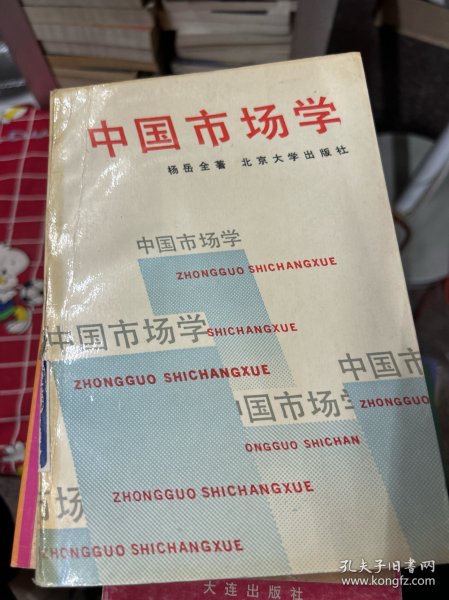 中国市场学
杨岳全著 北京大学出版社
中国市场学
ZHONGGUO SHICHANGXUE
中国市场学
SHICHANGXUE
ZHONGGUO SHICHANGXUE
中国市
ZHONGGUO
国市场学
ONGGUO SHICHAN
ZHONGGUO SHICHANGXUE
场
ZHONGGUO SHICHANGXUE
大连出版社
孔夫子旧书网
www.kongfz.com